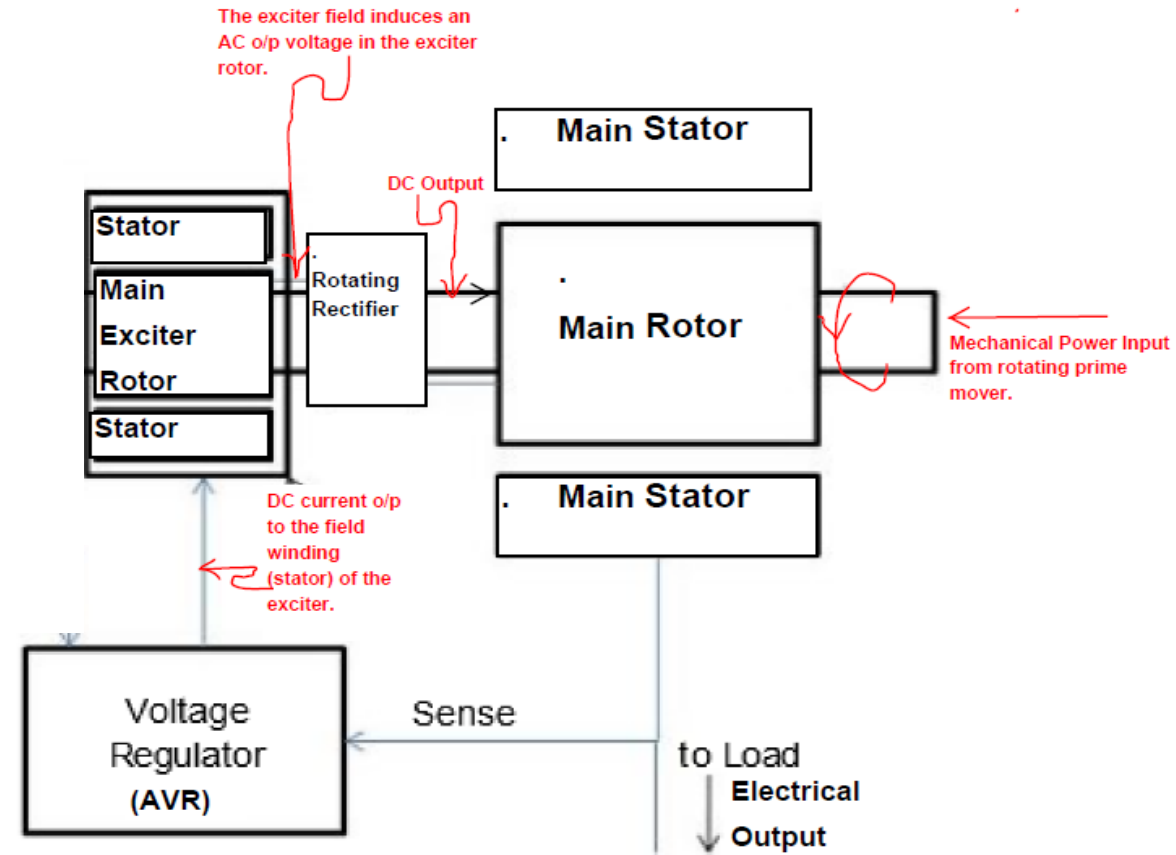 The exciter field induces an
AC o/p voltage in the exciter
rotor.
. Main Stator
DC Output
Stator
Main
Exciter
Rotor
Stator
.
Rotating
Rectifier
.
Main Rotor
Mechanical Power Input
from rotating prime
mover.
. Main Stator
DC current o/p
to the field
winding
(stator) of the
exciter.
Voltage
Regulator
(AVR)
Sense
to Load
Electrical
Output